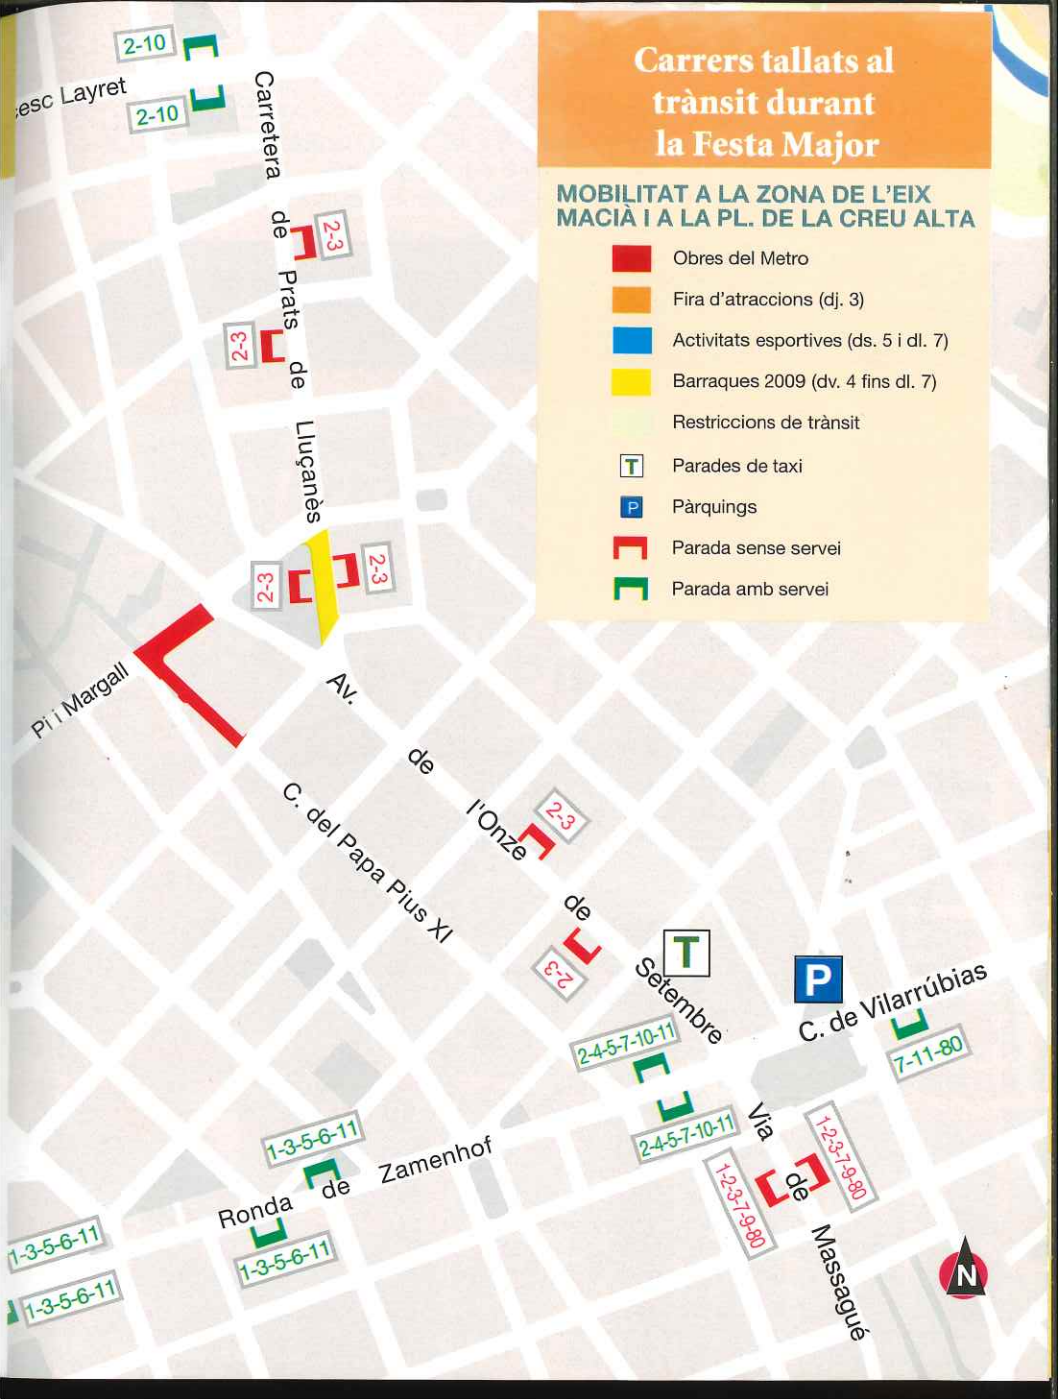 Carrers tallats al
trànsit durant
la Festa Major
MOBILITAT A LA ZONA DE L'EIX
MACIÀ I A LA PL. DE LA CREU ALTA
Obres del Metro
Fira d'atraccions (dj. 3)
Activitats esportives (ds. 5 i dl. 7)
Barraques 2009 (dv. 4 fins dl. 7)
Restriccions de trànsit
T Parades de taxi
P Pàrquings
Parada sense servei
Parada amb servei
2-10
cesc Layret
2-10
Carretera de Prats de Lluçanès
2-3
2-3
2-3
2-3
Pi i Margall
Av. de l'Onze de Setembre
C. del Papa Pius XI
2-3
2-3
T
P
C. de Vilarrúbias
7-11-80
2-4-5-7-10-11
2-4-5-7-10-11
Via de Massagué
1-2-3-7-9-80
1-2-3-7-9-80
1-3-5-6-11
Ronda de Zamenhof
1-3-5-6-11
1-3-5-6-11
1-3-5-6-11
N